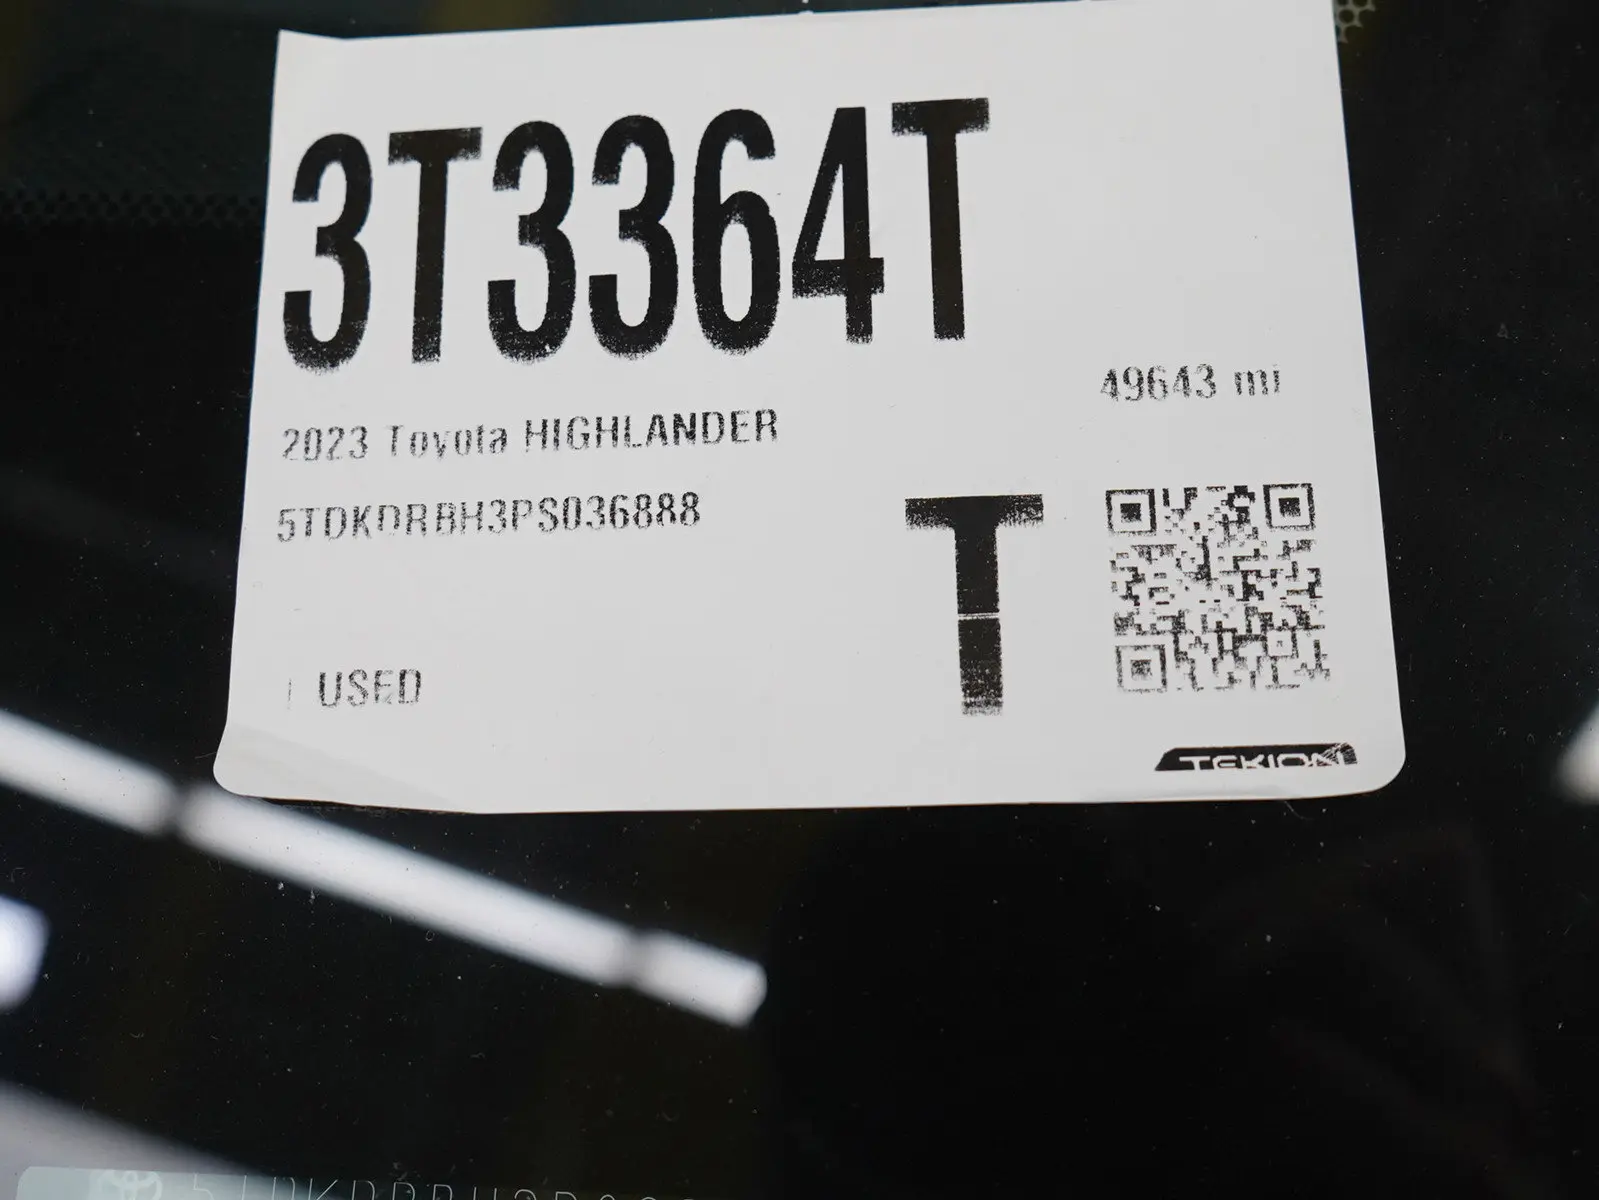 3T3364T
49643 mi
2023 Toyota HIGHLANDER
5TDKDRBH3PS036888
T
USED
TEKION